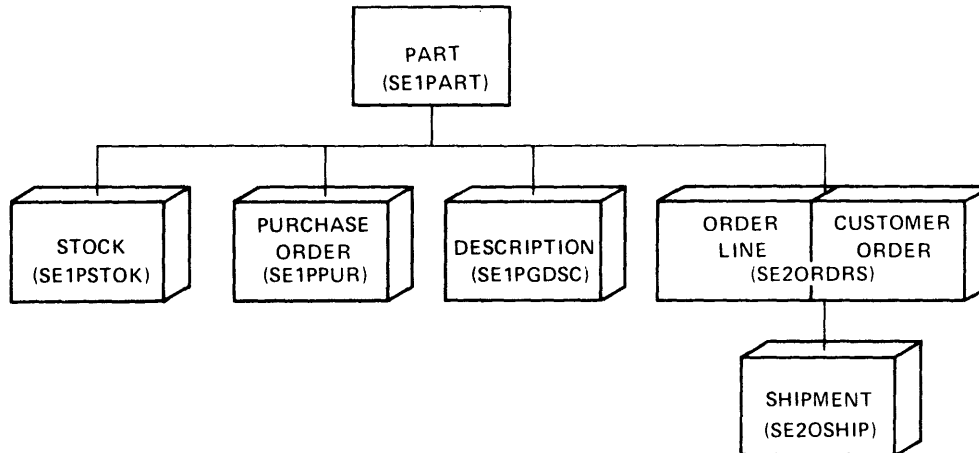 PART
(SE1PART)
STOCK
(SE1PSTOK)
PURCHASE
ORDER
(SE1PPUR)
DESCRIPTION
(SE1PGDSC)
ORDER
LINE
CUSTOMER
ORDER
(SE2ORDRS)
SHIPMENT
(SE2OSHIP)